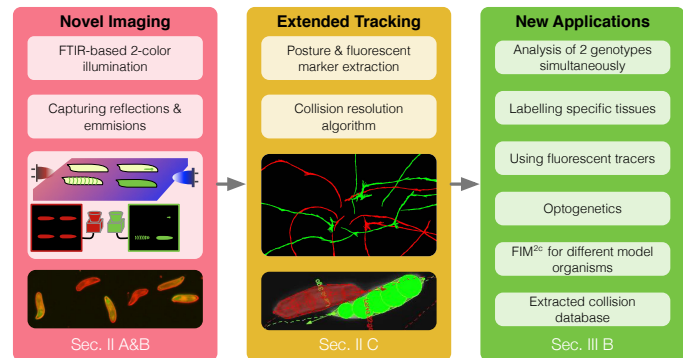 Novel Imaging
FTIR-based 2-color
illumination
Capturing reflections &
emmisions
Sec. II A&B
Extended Tracking
Posture & fluorescent
marker extraction
Collision resolution
algorithm
Sec. II C
New Applications
Analysis of 2 genotypes
simultaneously
Labelling specific tissues
Using fluorescent tracers
Optogenetics
FIM²ᶜ for different model
organisms
Extracted collision
database
Sec. III B